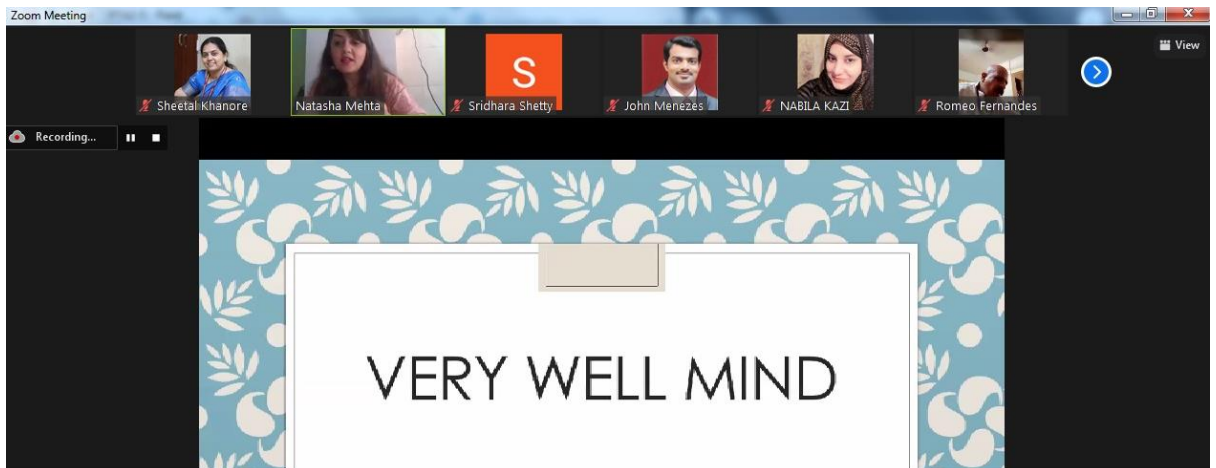 Zoom Meeting
View
S
Sheetal Khanore
Natasha Mehta
Sridhara Shetty
John Menezes
NABILA KAZI
Romeo Fernandes
Recording...
VERY WELL MIND